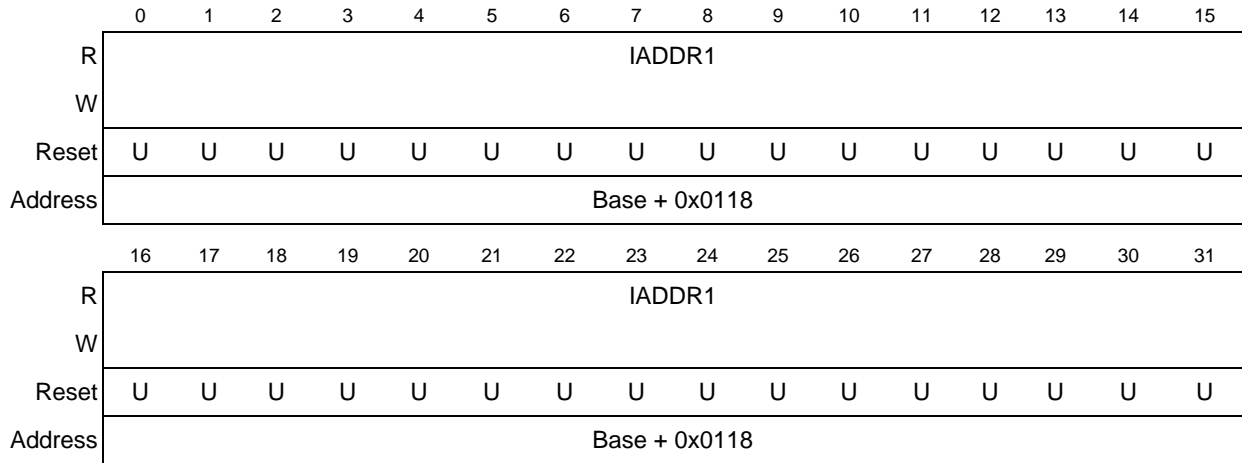 0 1 2 3 4 5 6 7 8 9 10 11 12 13 14 15
R IADDR1
W
Reset U U U U U U U U U U U U U U U U
Address Base + 0x0118
16 17 18 19 20 21 22 23 24 25 26 27 28 29 30 31
R IADDR1
W
Reset U U U U U U U U U U U U U U U U
Address Base + 0x0118